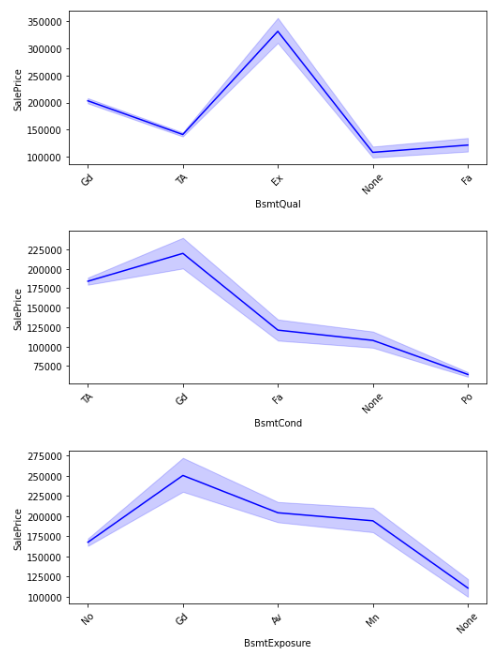 350000
300000
250000
200000
150000
100000
SalePrice
Gd TA Ex None Fa
BsmtQual
225000
200000
175000
150000
125000
100000
75000
SalePrice
TA Gd Fa None Po
BsmtCond
275000
250000
225000
200000
175000
150000
125000
100000
SalePrice
No Gd Av Mn None
BsmtExposure